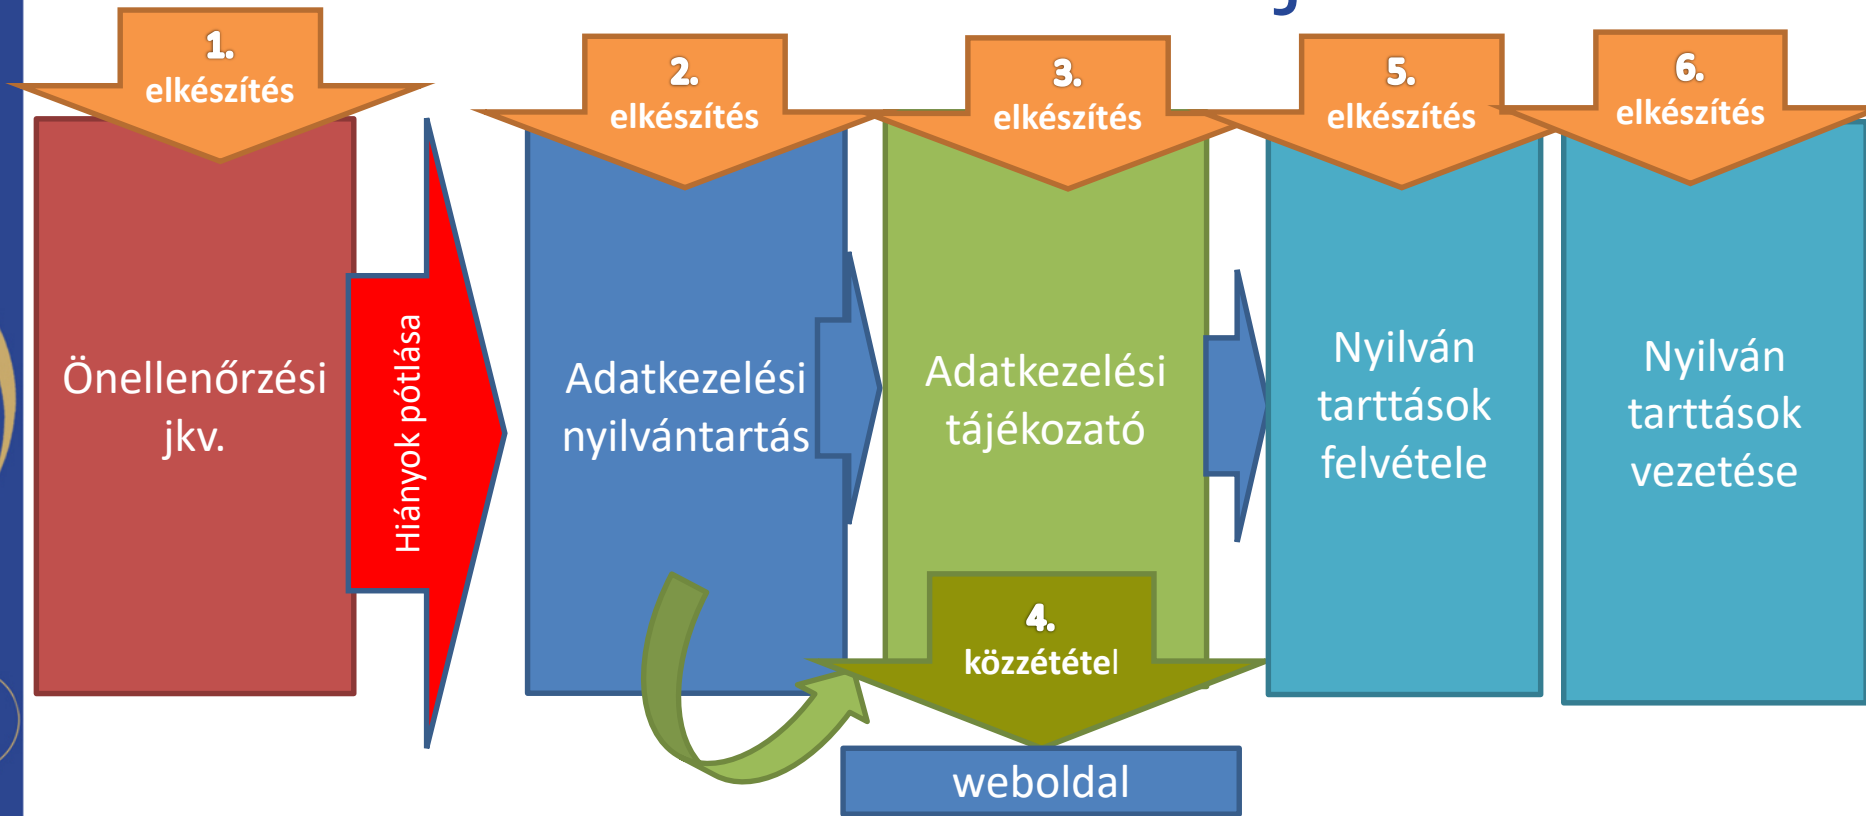 1.
elkészítés
Önellenőrzési
jkv.
Hiányok pótlása
2.
elkészítés
Adatkezelési
nyilvántartás
3.
elkészítés
Adatkezelési
tájékozató
4.
közzététel
weboldal
5.
elkészítés
Nyilván
tarttások
felvétele
6.
elkészítés
Nyilván
tarttások
vezetése